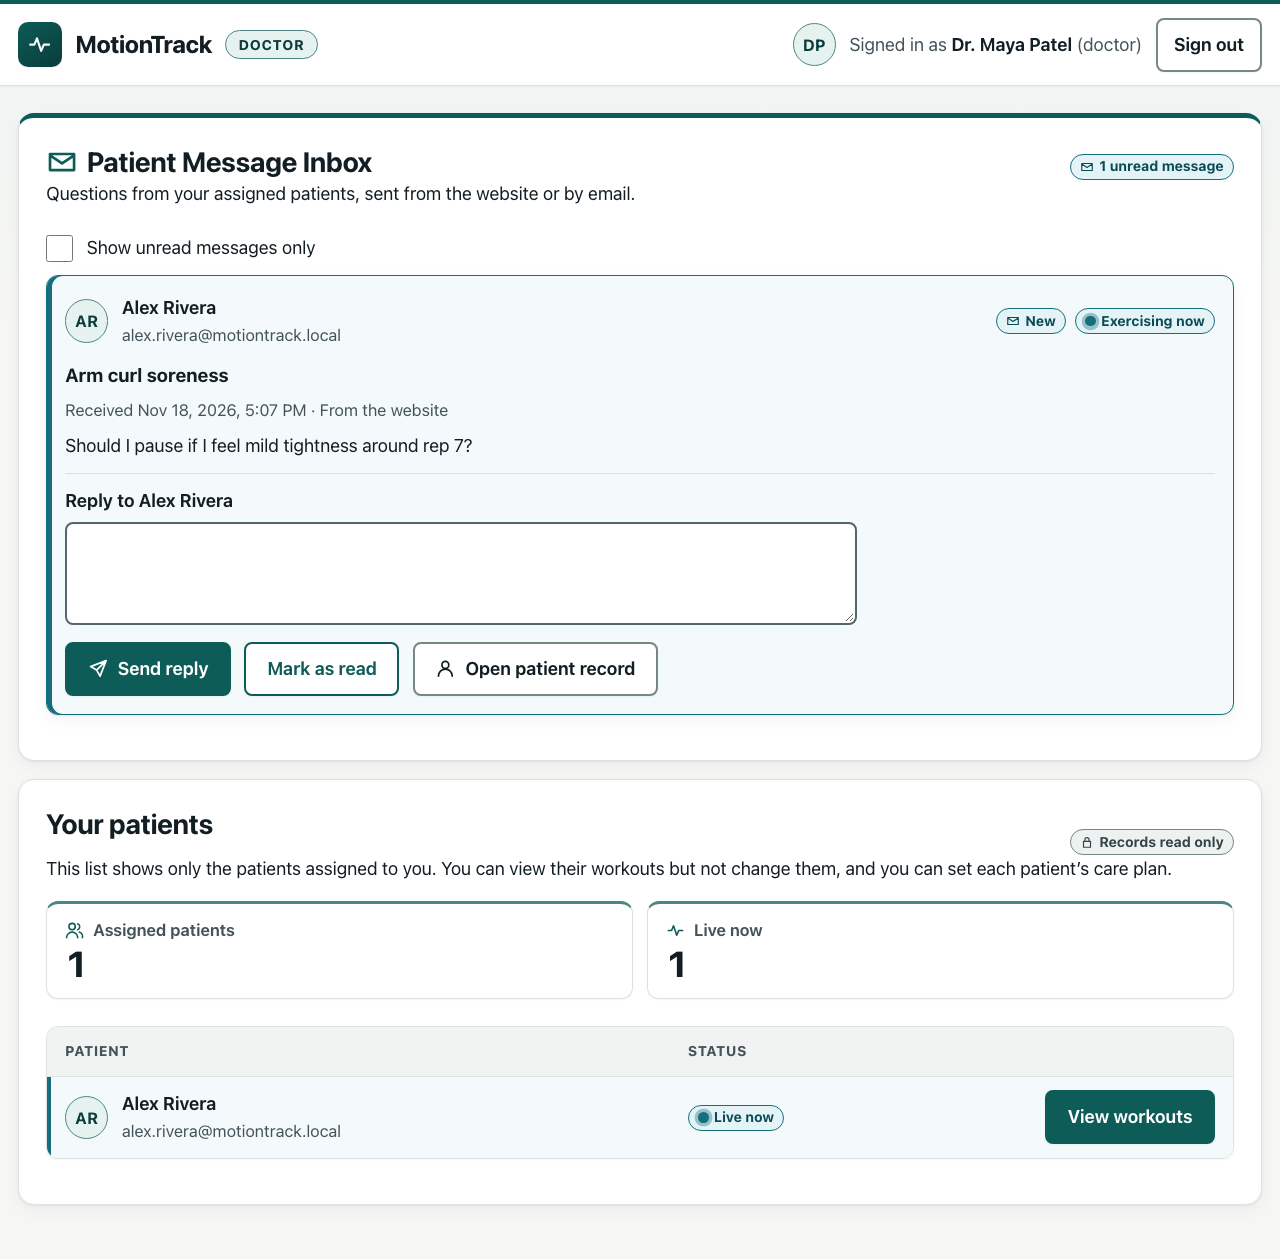 MotionTrack
DOCTOR
DP
Signed in as Dr. Maya Patel (doctor)
Sign out
Patient Message Inbox
1 unread message
Questions from your assigned patients, sent from the website or by email.
Show unread messages only
AR
Alex Rivera
alex.rivera@motiontrack.local
New
Exercising now
Arm curl soreness
Received Nov 18, 2026, 5:07 PM · From the website
Should I pause if I feel mild tightness around rep 7?
Reply to Alex Rivera
Send reply
Mark as read
Open patient record
Your patients
Records read only
This list shows only the patients assigned to you. You can view their workouts but not change them, and you can set each patient’s care plan.
Assigned patients
1
Live now
1
PATIENT
STATUS
AR
Alex Rivera
alex.rivera@motiontrack.local
Live now
View workouts